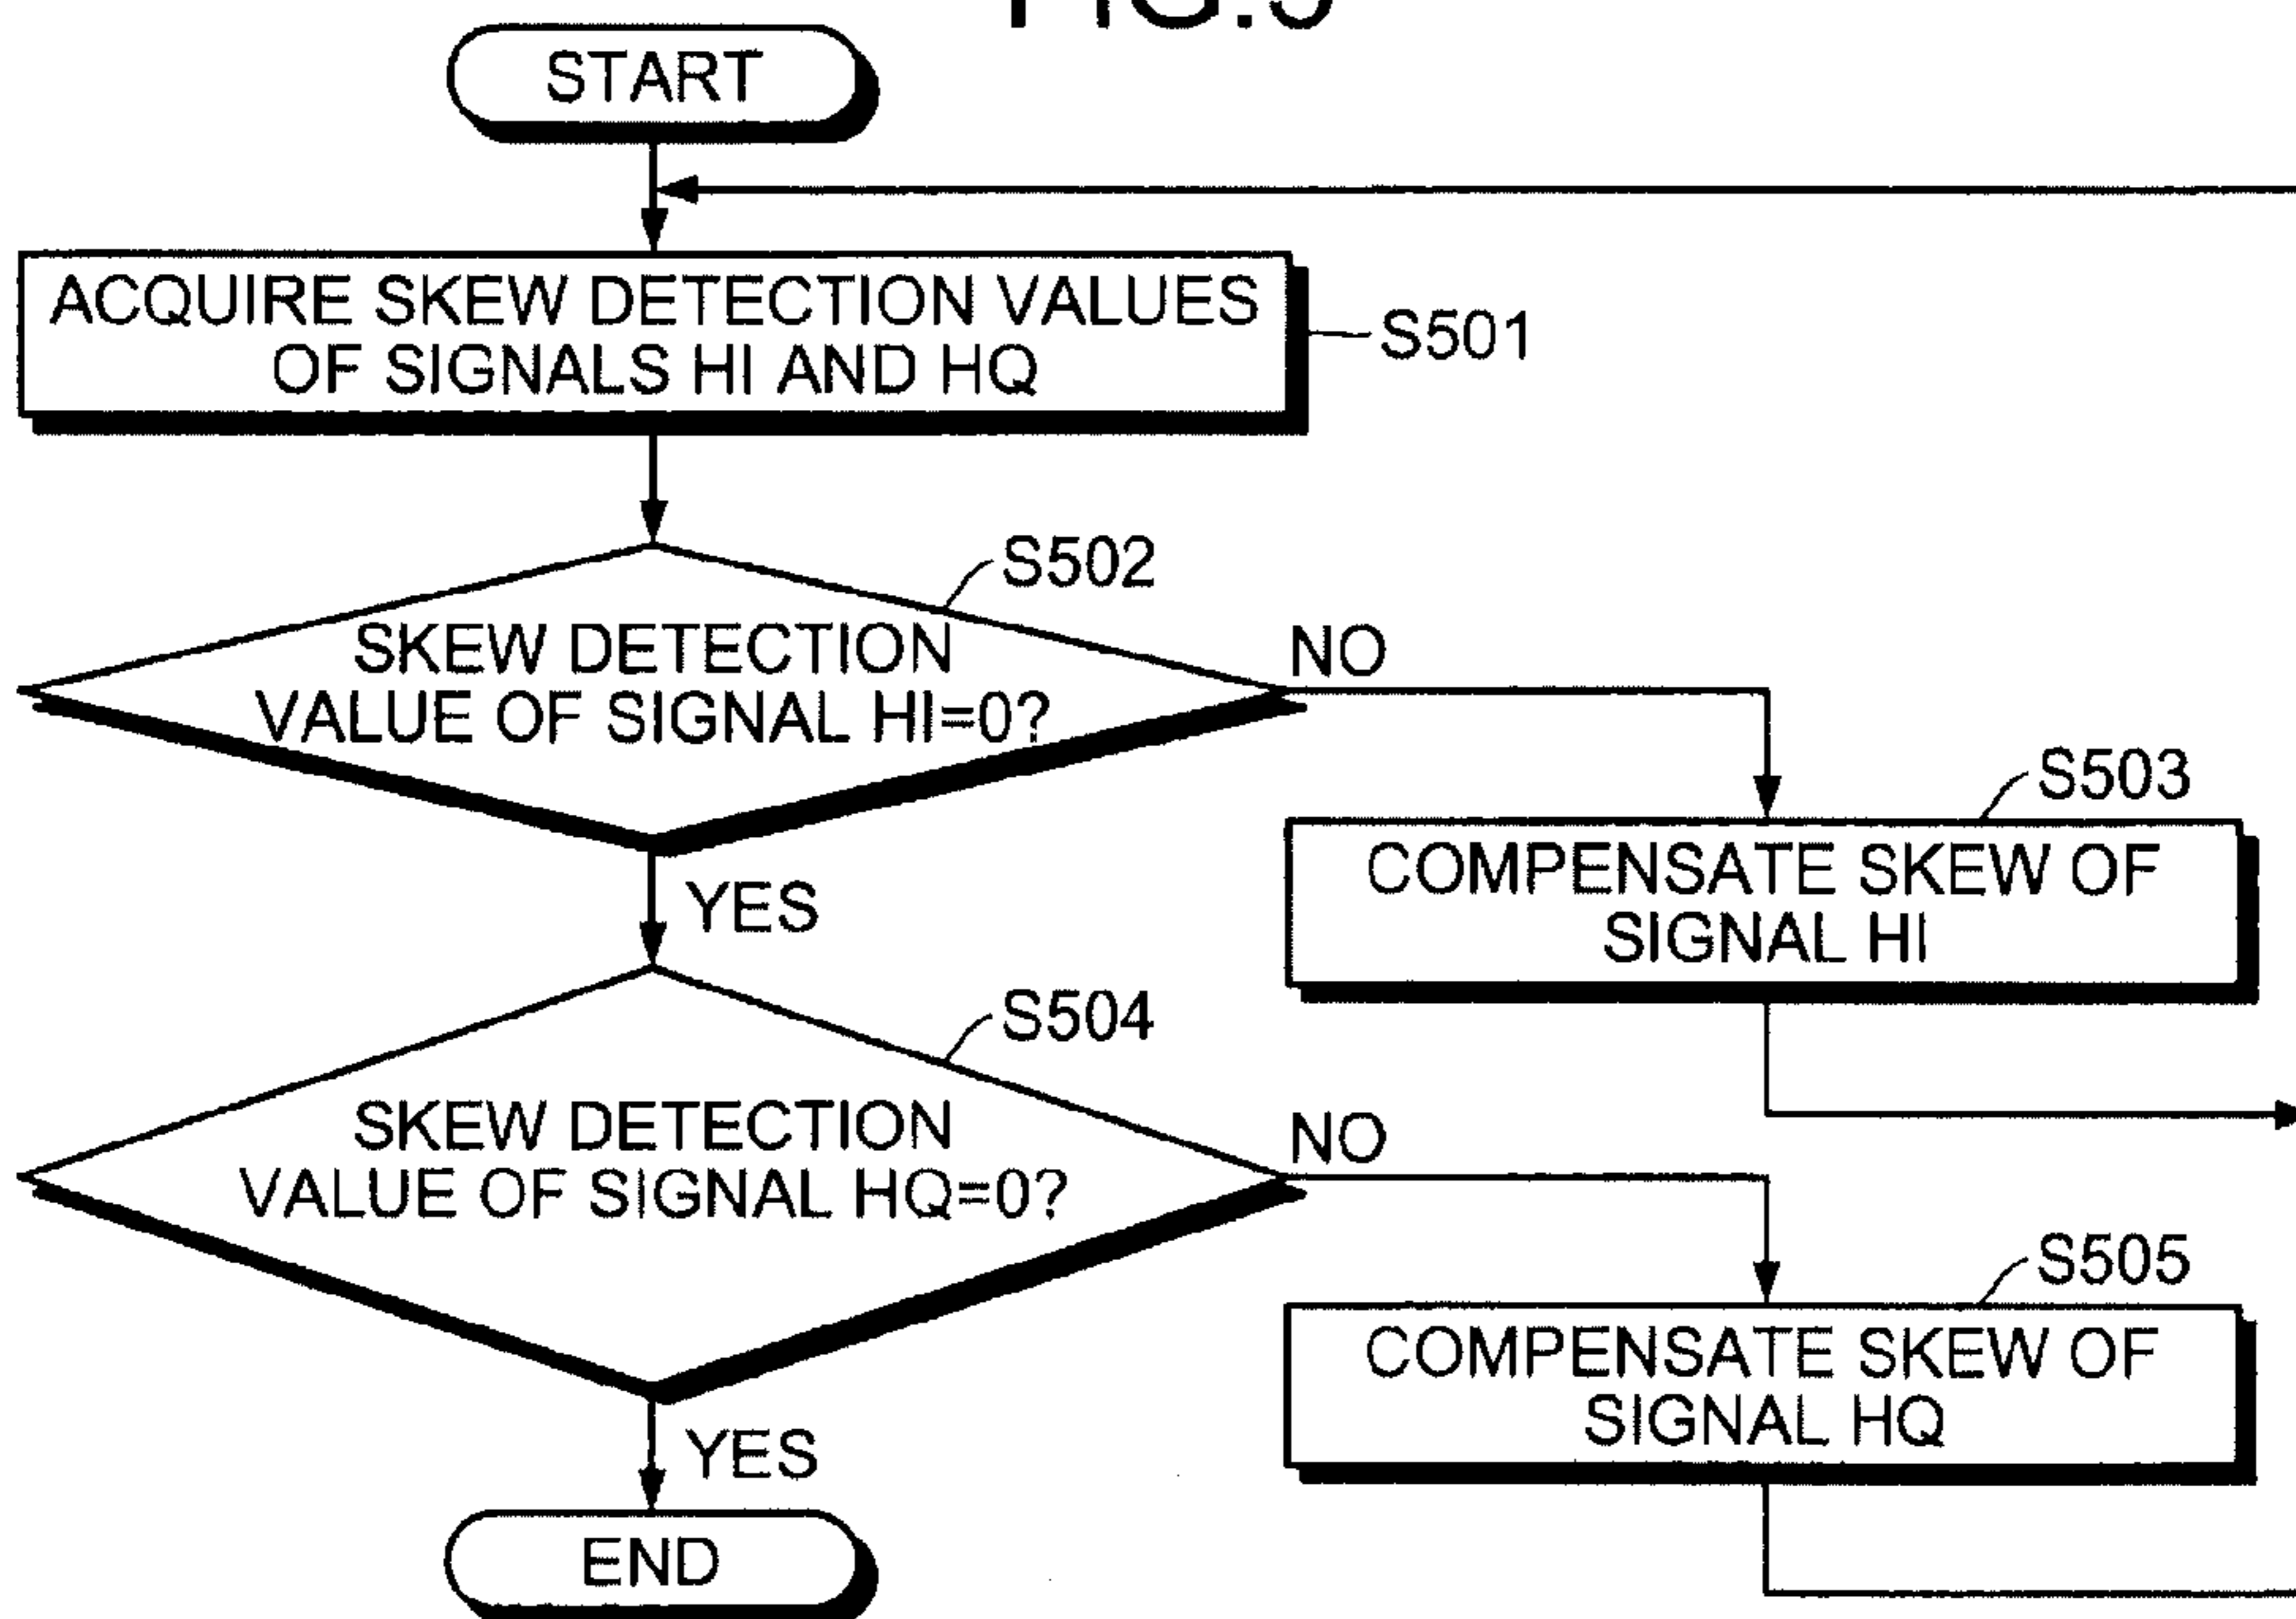 FIG.5
START
ACQUIRE SKEW DETECTION VALUES
OF SIGNALS HI AND HQ
S501
S502
SKEW DETECTION
VALUE OF SIGNAL HI=0?
NO
S503
COMPENSATE SKEW OF
SIGNAL HI
YES
S504
SKEW DETECTION
VALUE OF SIGNAL HQ=0?
NO
S505
COMPENSATE SKEW OF
SIGNAL HQ
YES
END